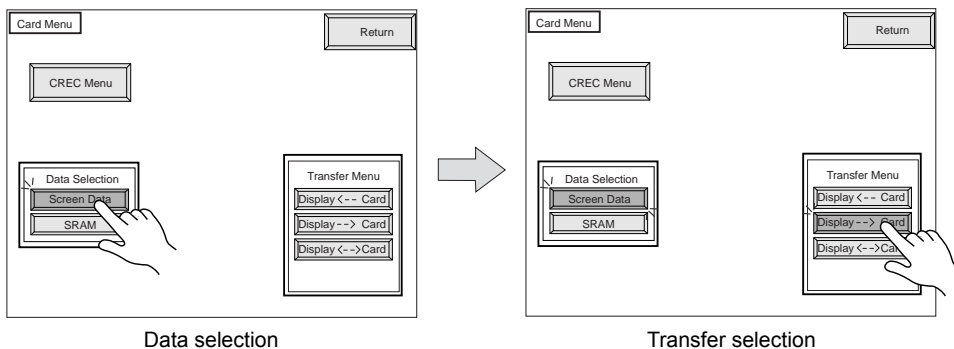 Card Menu
Return
CREC Menu
Data Selection
Screen Data
SRAM
Transfer Menu
Display <-- Card
Display --> Card
Display <--> Card
Data selection
Card Menu
Return
CREC Menu
Data Selection
Screen Data
SRAM
Transfer Menu
Display <-- Card
Display --> Card
Display <--> Car
Transfer selection